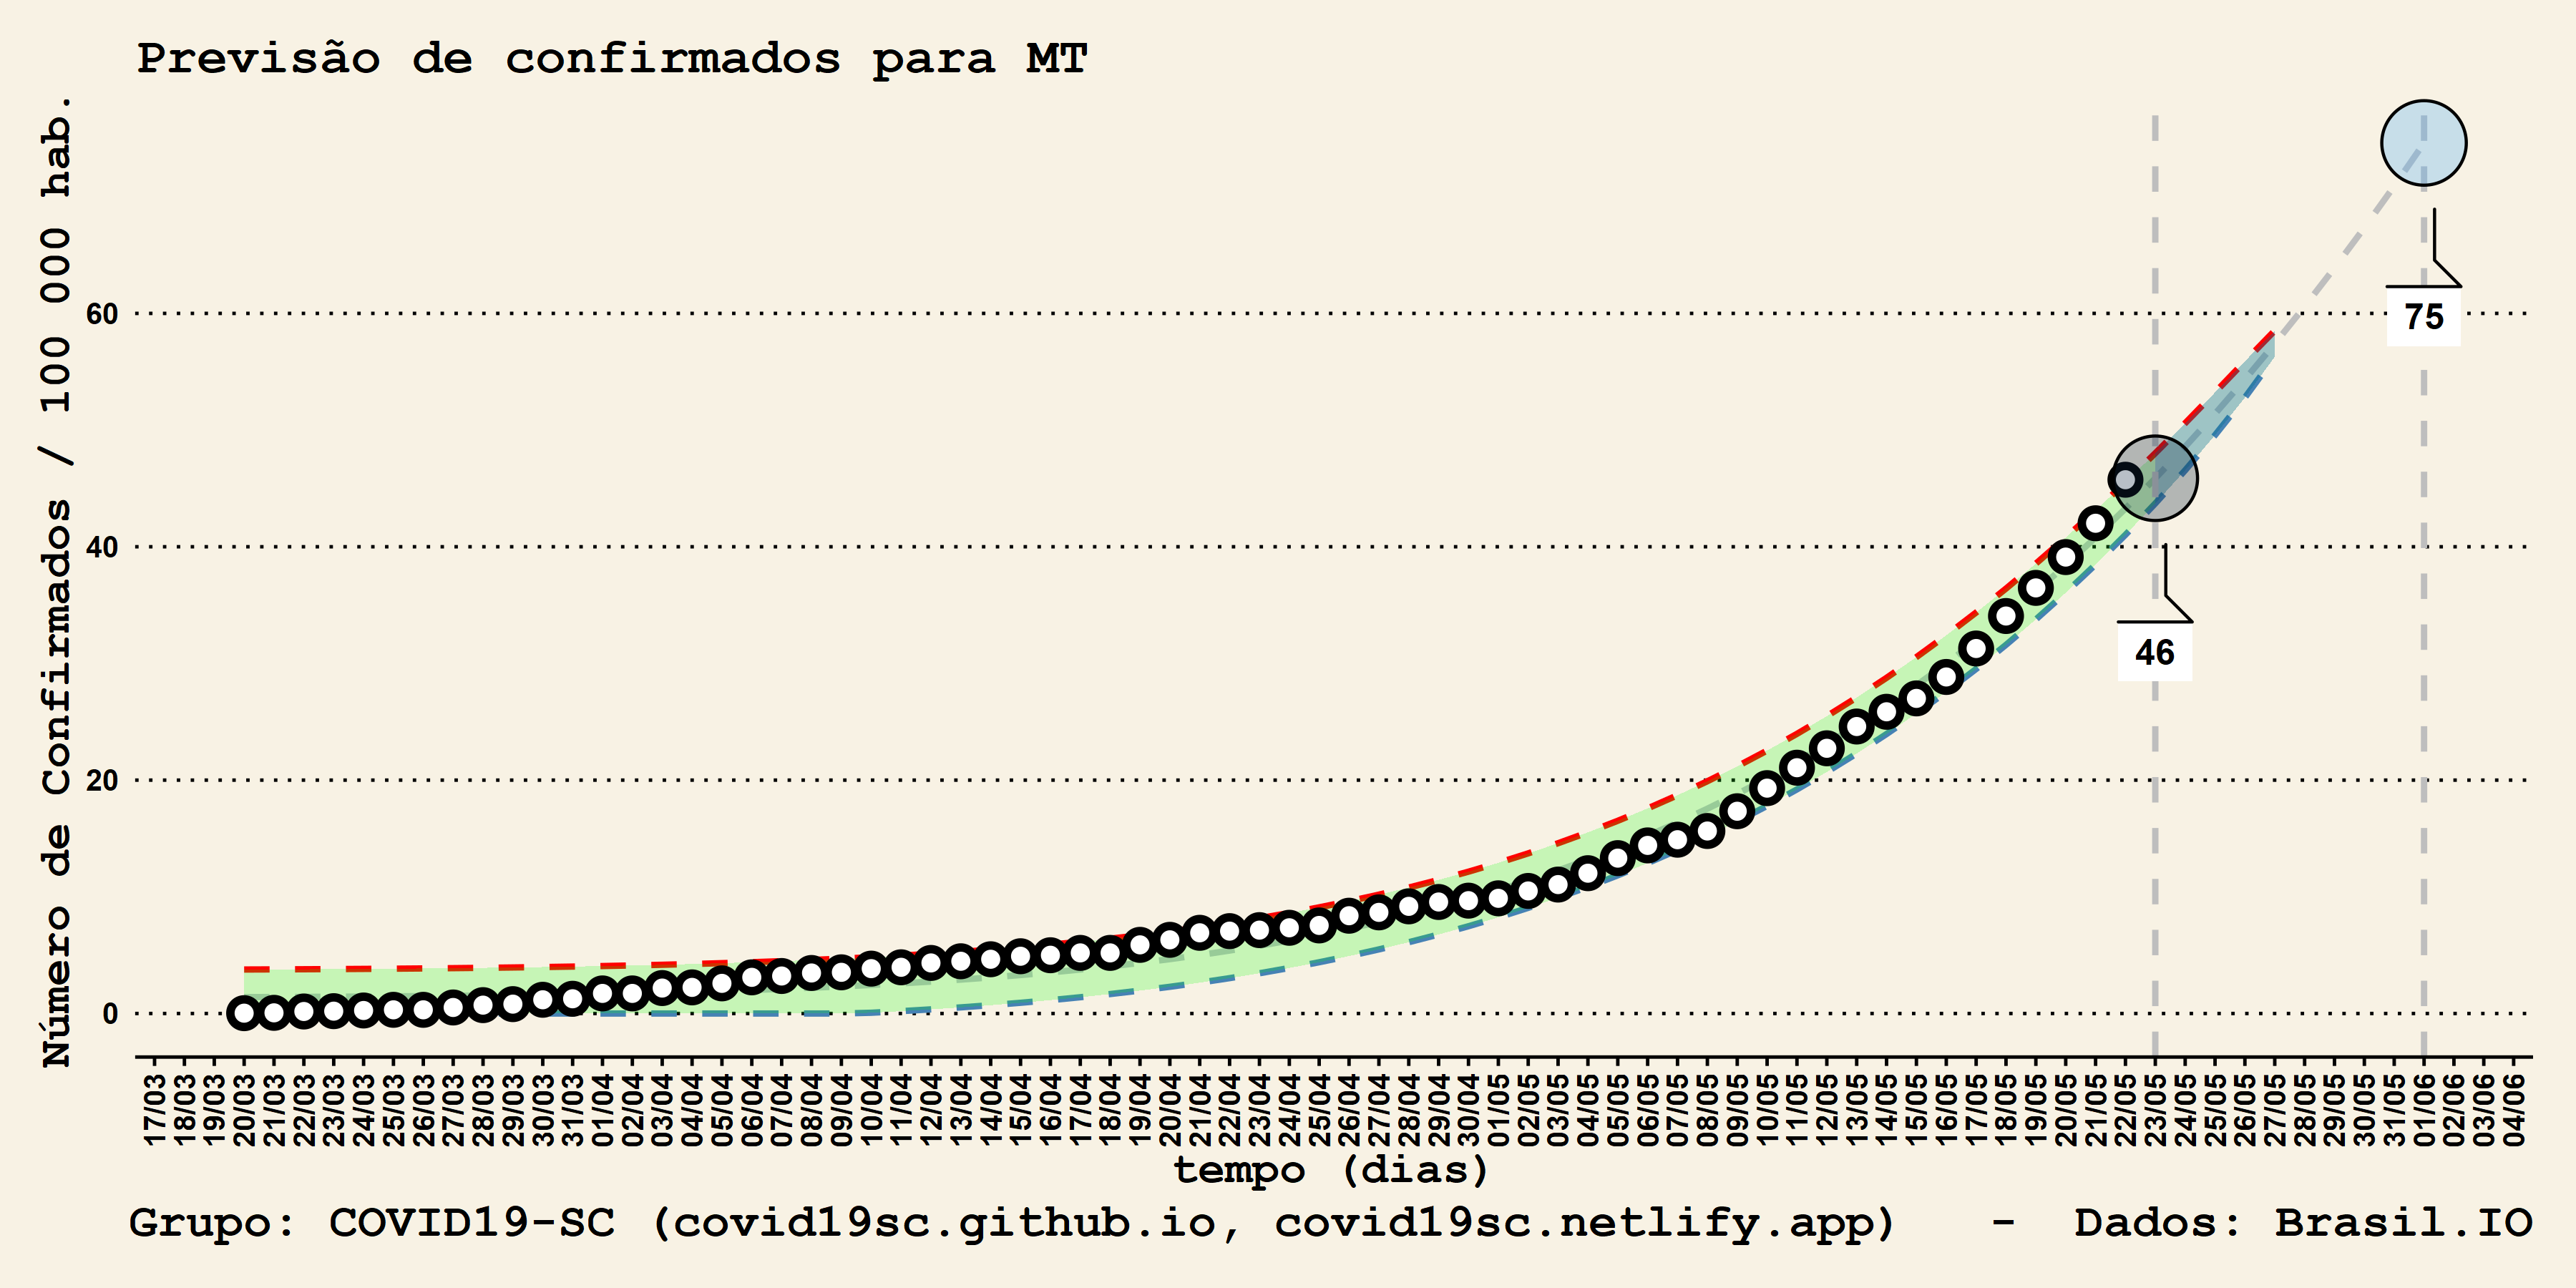 Previsão de confirmados para MT
Número de Confirmados / 100 000 hab.
75
60
46
40
20
0
17/03 18/03 19/03 20/03 21/03 22/03 23/03 24/03 25/03 26/03 27/03 28/03 29/03 30/03 31/03 01/04 02/04 03/04 04/04 05/04 06/04 07/04 08/04 09/04 10/04 11/04 12/04 13/04 14/04 15/04 16/04 17/04 18/04 19/04 20/04 21/04 22/04 23/04 24/04 25/04 26/04 27/04 28/04 29/04 30/04 01/05 02/05 03/05 04/05 05/05 06/05 07/05 08/05 09/05 10/05 11/05 12/05 13/05 14/05 15/05 16/05 17/05 18/05 19/05 20/05 21/05 22/05 23/05 24/05 25/05 26/05 27/05 28/05 29/05 30/05 31/05 01/06 02/06 03/06 04/06
tempo (dias)
Grupo: COVID19-SC (covid19sc.github.io, covid19sc.netlify.app) - Dados: Brasil.IO